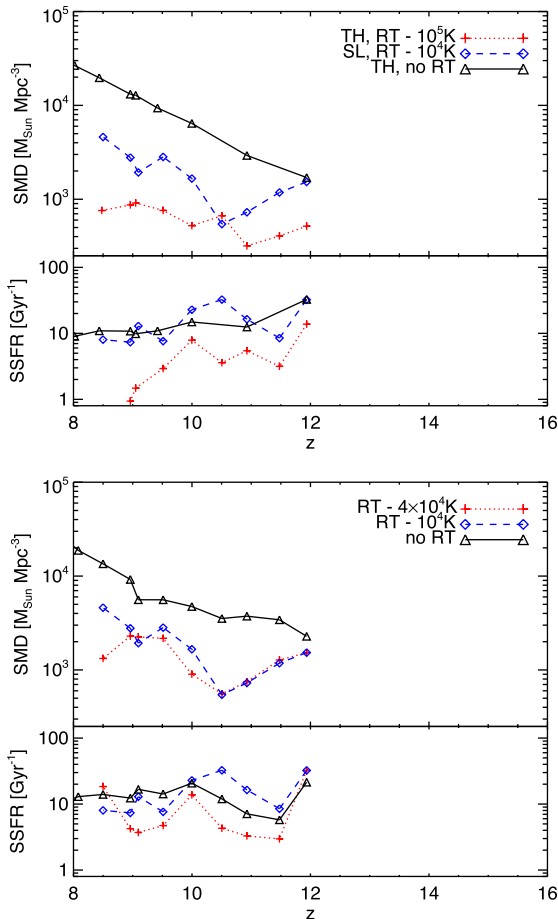 10⁵
TH, RT - 10⁵K
SL, RT - 10⁴K
TH, no RT
10⁴
SMD [M_Sun Mpc⁻³]
10³
100
10
1
SSFR [Gyr⁻¹]
8 10 12 14 16
z
10⁵
RT - 4×10⁴K
RT - 10⁴K
no RT
10⁴
SMD [M_Sun Mpc⁻³]
10³
100
10
1
SSFR [Gyr⁻¹]
8 10 12 14 16
z